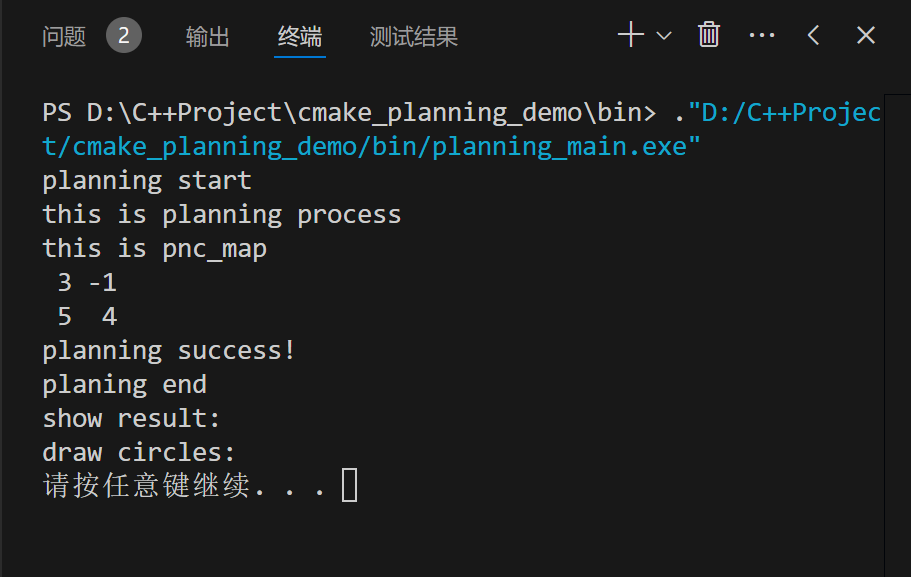 问题 2 输出 终端 测试结果
PS D:\C++Project\cmake_planning_demo\bin> ."D:/C++Projec
t/cmake_planning_demo/bin/planning_main.exe"
planning start
this is planning process
this is pnc_map
 3 -1
 5  4
planning success!
planing end
show result:
draw circles:
请按任意键继续. . .